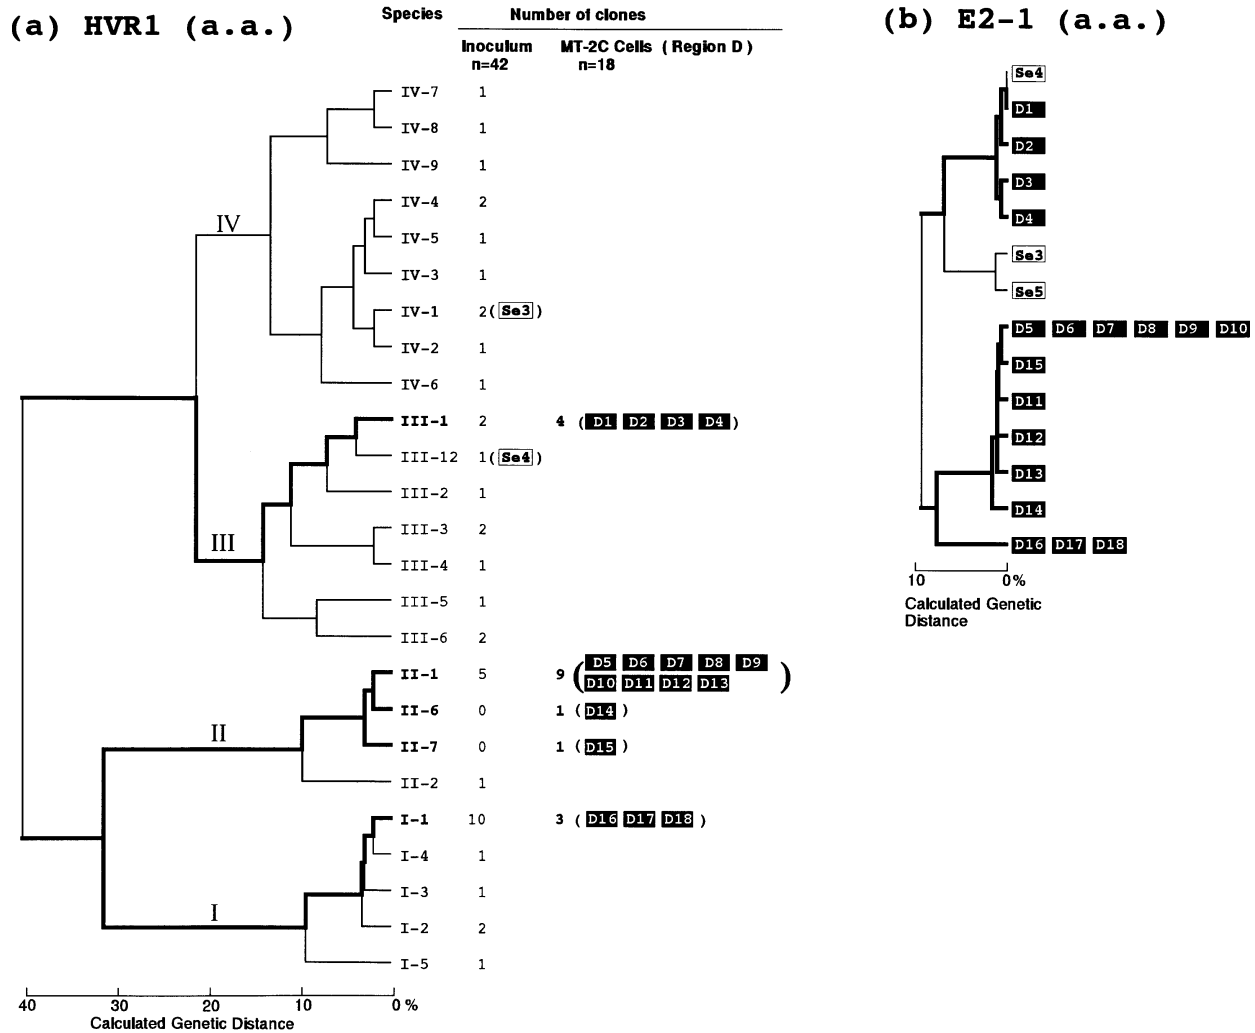 (a) HVR1 (a.a.)
Species Number of clones
Inoculum MT-2C Cells ( Region D )
n=42 n=18
IV-7 1
IV-8 1
IV-9 1
IV-4 2
IV
IV-5 1
IV-3 1
IV-1 2( Se3 )
IV-2 1
IV-6 1
III-1 2 4 ( D1 D2 D3 D4 )
III-12 1( Se4 )
III-2 1
III-3 2
III
III-4 1
III-5 1
III-6 2
II-1 5 9 ( D5 D6 D7 D8 D9
D10 D11 D12 D13 )
II-6 0 1 ( D14 )
II
II-7 0 1 ( D15 )
II-2 1
I-1 10 3 ( D16 D17 D18 )
I-4 1
I-3 1
I
I-2 2
I-5 1
40 30 20 10 0 %
Calculated Genetic Distance
(b) E2-1 (a.a.)
Se4
D1
D2
D3
D4
Se3
Se5
D5 D6 D7 D8 D9 D10
D15
D11
D12
D13
D14
D16 D17 D18
10 0%
Calculated Genetic
Distance